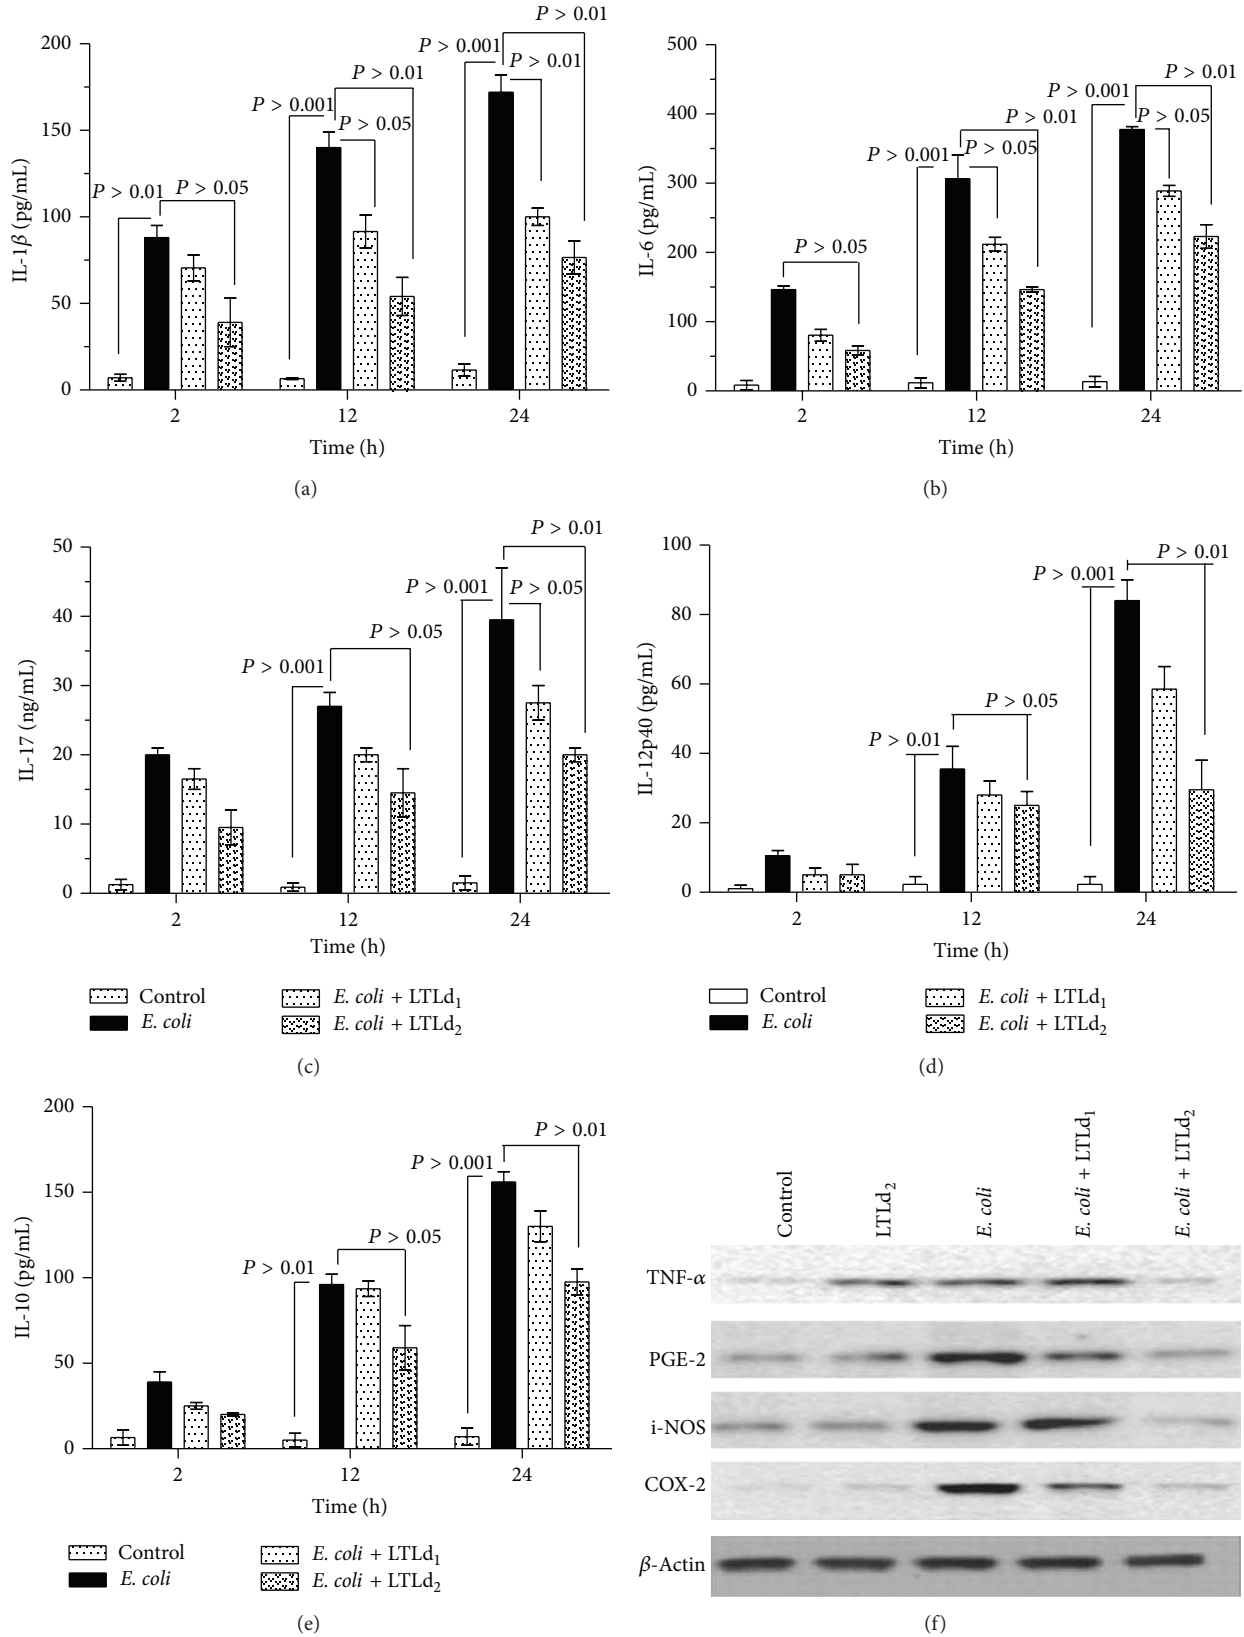 P > 0.01
P > 0.001
P > 0.01
P > 0.01
P > 0.001
P > 0.05
P > 0.01
P > 0.05
200
150
100
50
0
IL-1β (pg/mL)
2
12
24
Time (h)
(a)
P > 0.01
P > 0.001
P > 0.01
P > 0.05
P > 0.001
P > 0.05
P > 0.05
500
400
300
200
100
0
IL-6 (pg/mL)
2
12
24
Time (h)
(b)
P > 0.01
P > 0.001
P > 0.05
P > 0.05
P > 0.001
50
40
30
20
10
0
IL-17 (ng/mL)
2
12
24
Time (h)
Control
E. coli
E. coli + LTLd₁
E. coli + LTLd₂
(c)
P > 0.01
P > 0.001
P > 0.05
P > 0.01
100
80
60
40
20
0
IL-12p40 (pg/mL)
2
12
24
Time (h)
Control
E. coli
E. coli + LTLd₁
E. coli + LTLd₂
(d)
P > 0.01
P > 0.001
P > 0.05
P > 0.01
200
150
100
50
0
IL-10 (pg/mL)
2
12
24
Time (h)
Control
E. coli
E. coli + LTLd₁
E. coli + LTLd₂
(e)
Control
LTLd₂
E. coli
E. coli + LTLd₁
E. coli + LTLd₂
TNF-α
PGE-2
i-NOS
COX-2
β-Actin
(f)